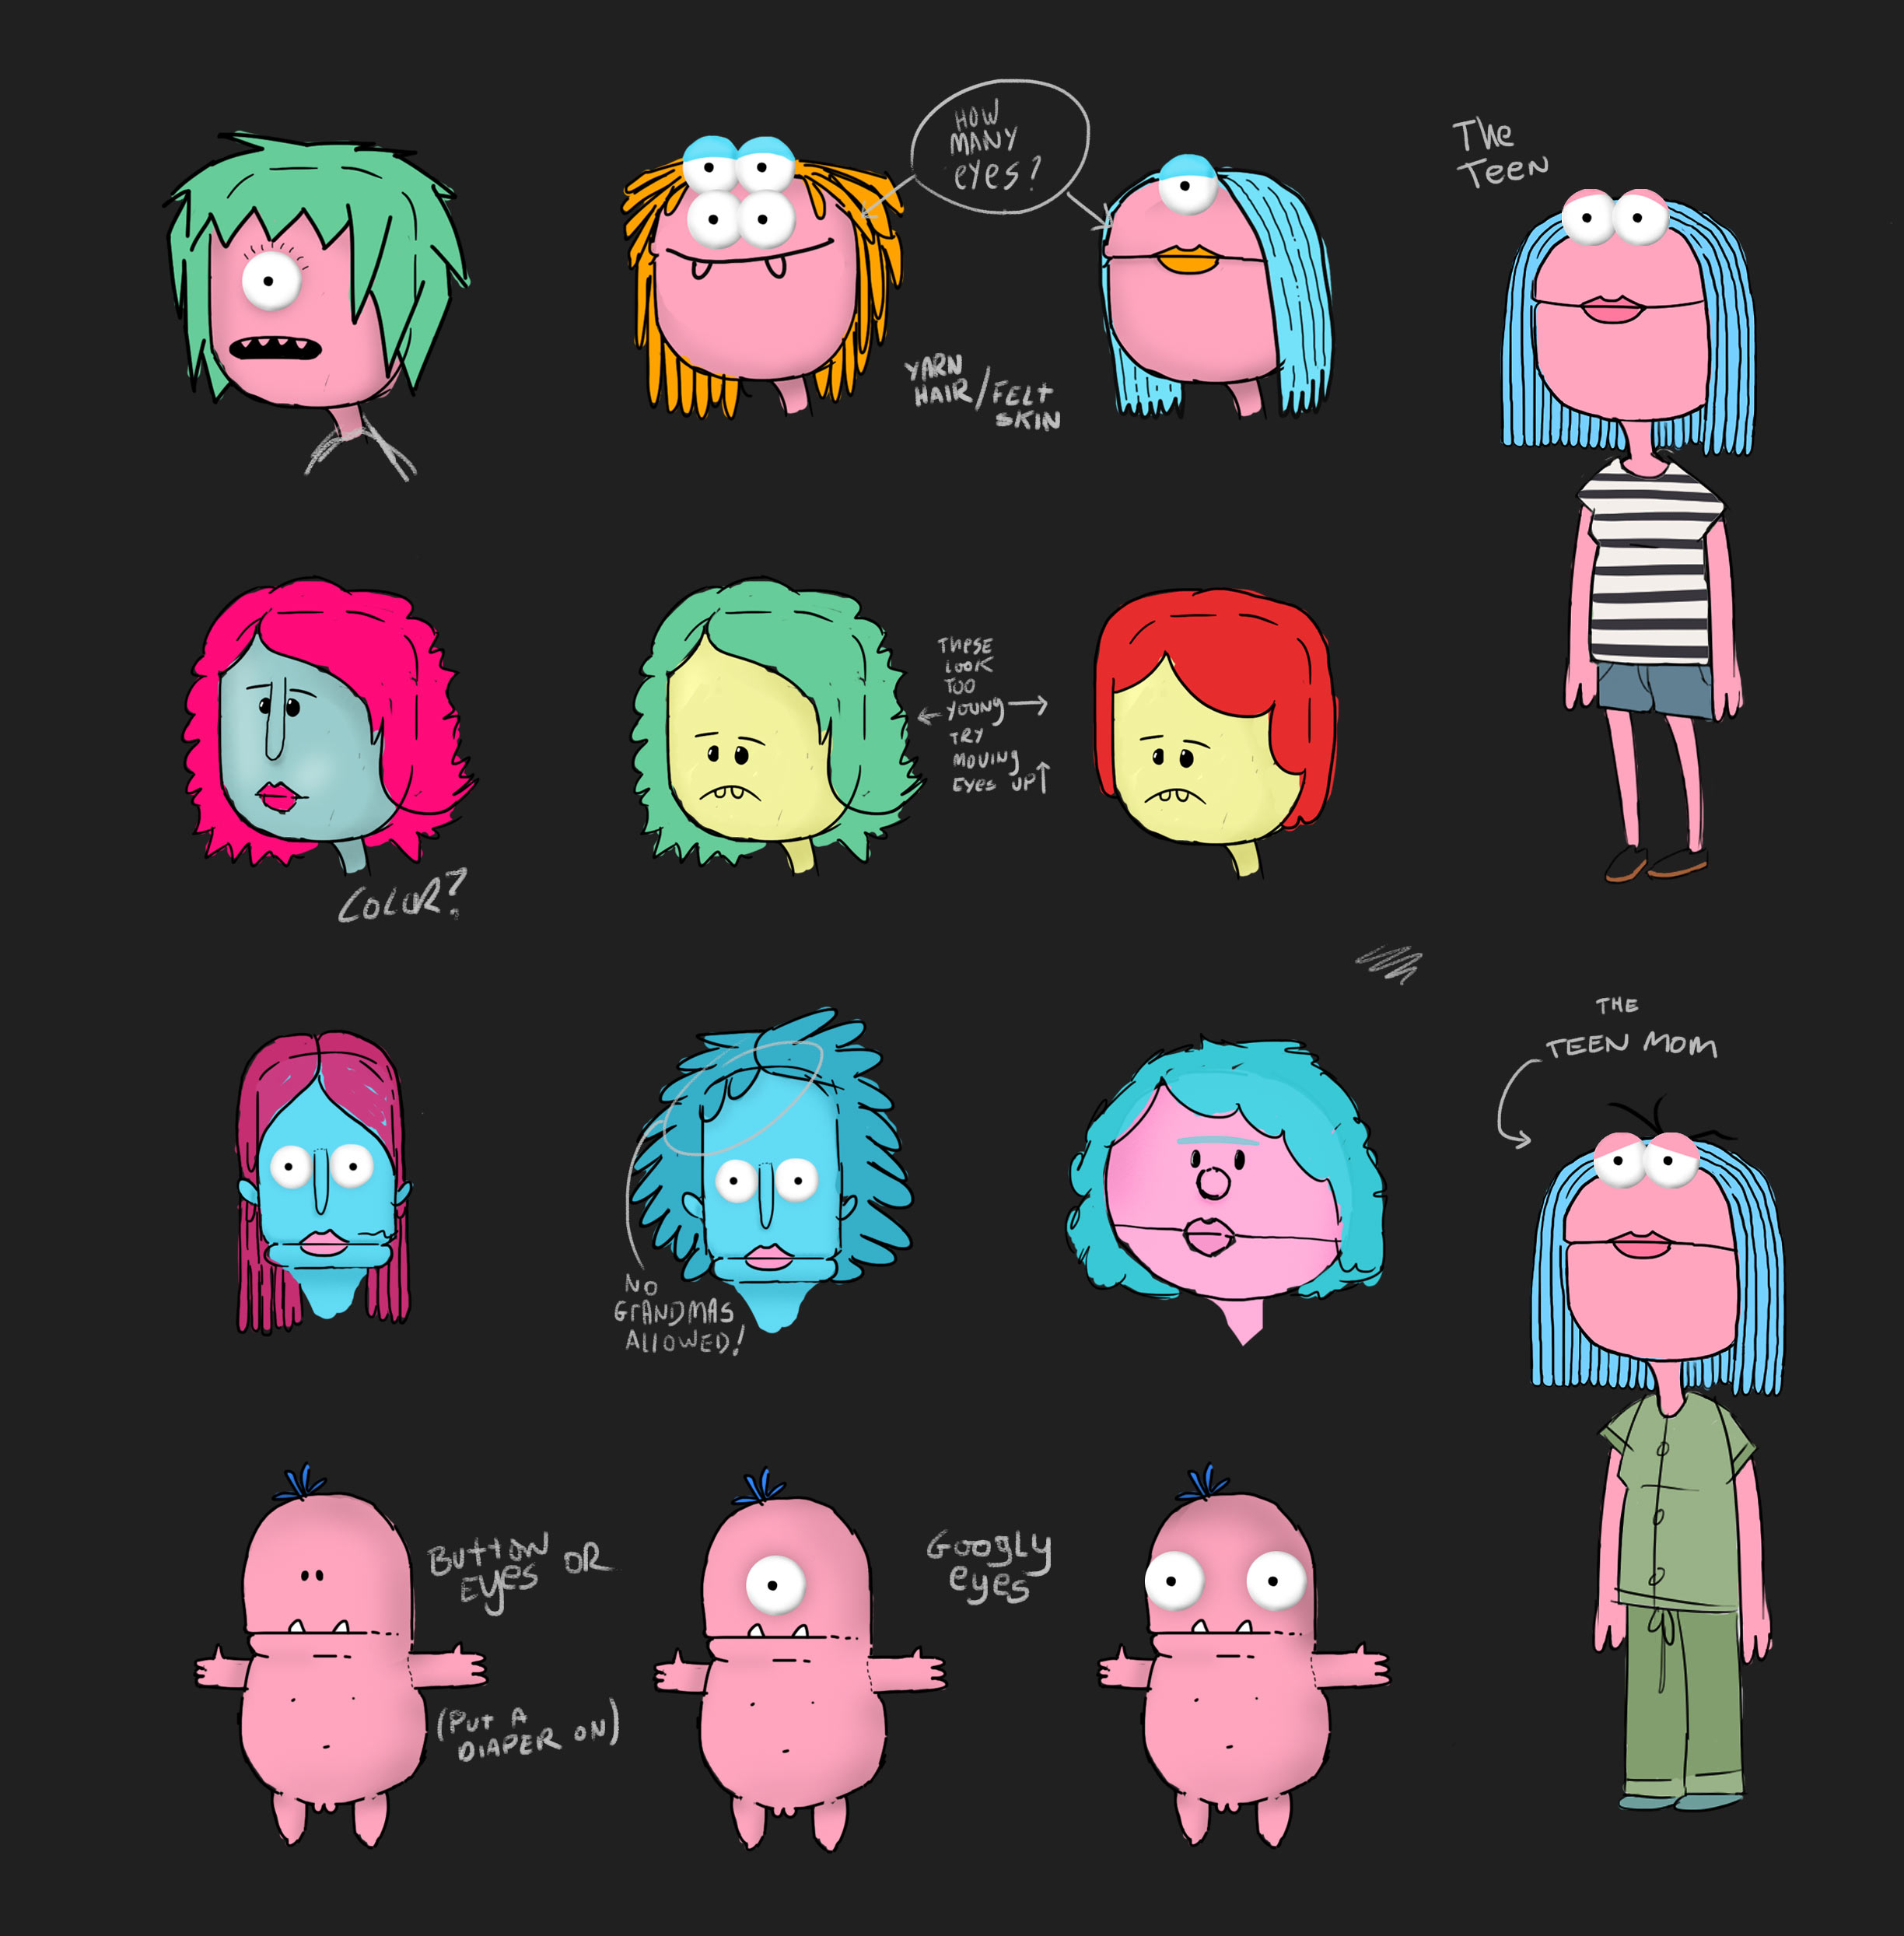 HOW
MANY
eyes?
The
Teen
YARN
HAIR/FELT
SKIN
THESE
LOOK
TOO
YOUNG
TRY
MOVING
EYES UP
COLOR?
THE
TEEN MOM
NO
GRANDMAS
ALLOWED!
BUTTON OR
EYES
Googly
eyes
(PUT A
DIAPER ON)